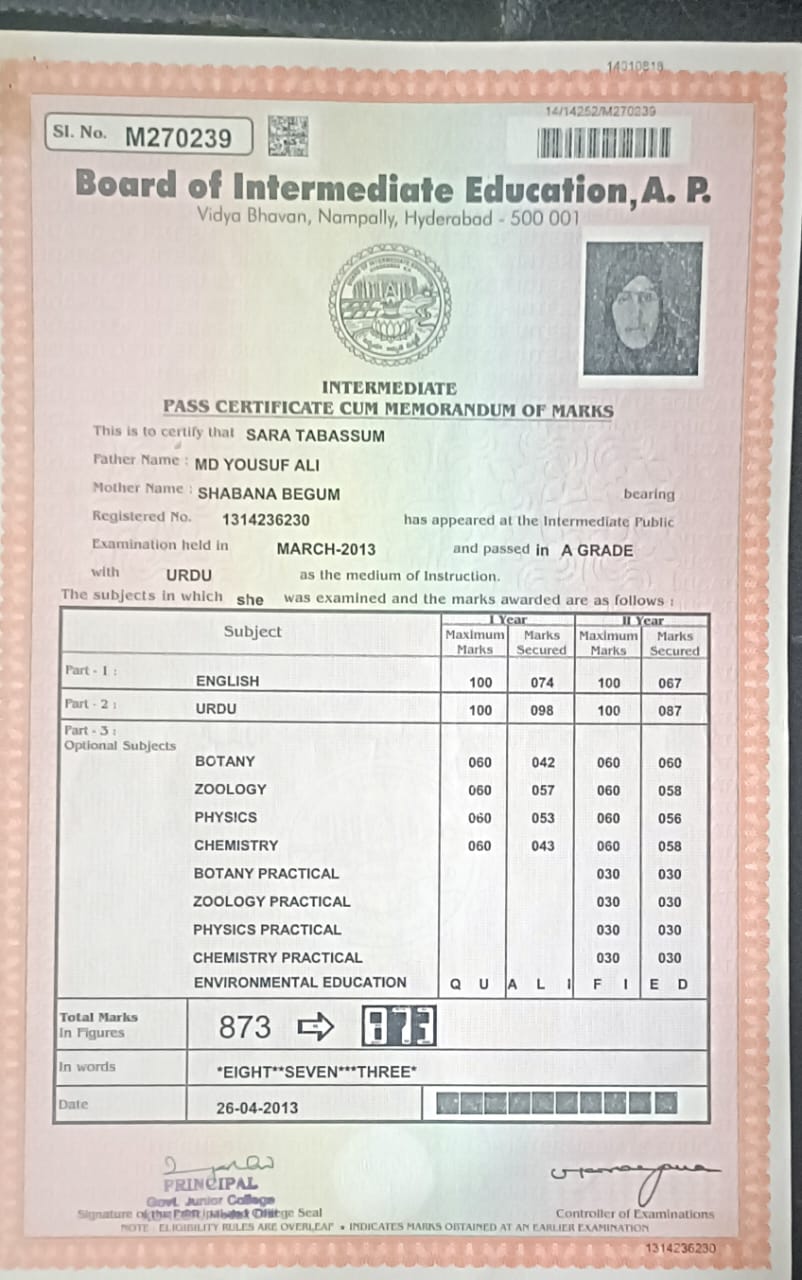 14010818
14/14252/M270239
Sl. No. M270239
Board of Intermediate Education, A. P.
Vidya Bhavan, Nampally, Hyderabad - 500 001
INTERMEDIATE
PASS CERTIFICATE CUM MEMORANDUM OF MARKS
This is to certify that SARA TABASSUM
Father Name : MD YOUSUF ALI
Mother Name : SHABANA BEGUM bearing
Registered No. 1314236230 has appeared at the Intermediate Public
Examination held in MARCH-2013 and passed in A GRADE
with URDU as the medium of Instruction.
The subjects in which she was examined and the marks awarded are as follows :
Subject I Year II Year
Maximum Marks Marks Secured Maximum Marks Marks Secured
Part - 1 :
ENGLISH 100 074 100 067
Part - 2 :
URDU 100 098 100 087
Part - 3 :
Optional Subjects
BOTANY 060 042 060 060
ZOOLOGY 060 057 060 058
PHYSICS 060 053 060 056
CHEMISTRY 060 043 060 058
BOTANY PRACTICAL 030 030
ZOOLOGY PRACTICAL 030 030
PHYSICS PRACTICAL 030 030
CHEMISTRY PRACTICAL 030 030
ENVIRONMENTAL EDUCATION Q U A L I F I E D
Total Marks
In Figures 873 873
In words *EIGHT**SEVEN***THREE*
Date 26-04-2013
PRINCIPAL
Govt. Junior College
Signature of the Principal College Seal Controller of Examinations
NOTE : ELIGIBILITY RULES ARE OVERLEAF * INDICATES MARKS OBTAINED AT AN EARLIER EXAMINATION
1314236230